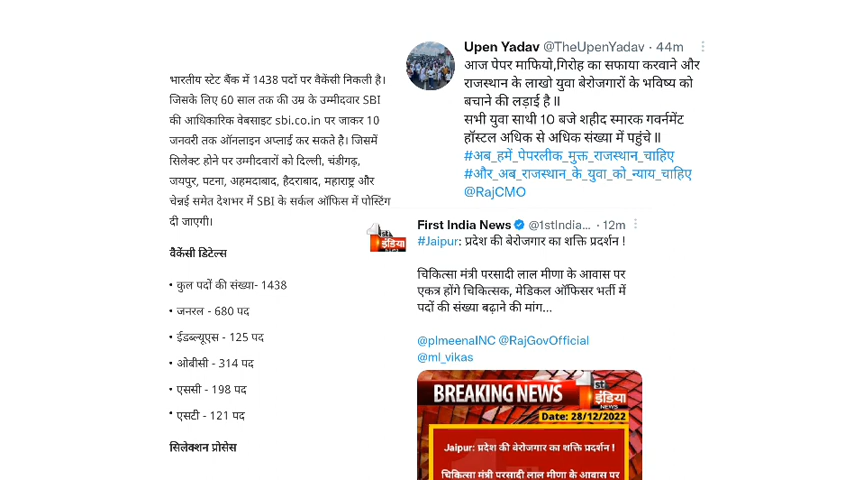 भारतीय स्टेट बैंक में 1438 पदों पर वैकेंसी निकली है।
जिसके लिए 60 साल तक की उम्र के उम्मीदवार SBI
की आधिकारिक वेबसाइट sbi.co.in पर जाकर 10
जनवरी तक ऑनलाइन अप्लाई कर सकते है। जिसमें
सिलेक्ट होने पर उम्मीदवारों को दिल्ली, चंडीगढ़,
जयपुर, पटना, अहमदाबाद, हैदराबाद, महाराष्ट्र और
चेन्नई समेत देशभर में SBI के सर्कल ऑफिस में पोस्टिंग
दी जाएगी।
वैकेंसी डिटेल्स
• कुल पदों की संख्या- 1438
• जनरल - 680 पद
• ईडब्ल्यूएस - 125 पद
• ओबीसी - 314 पद
• एससी - 198 पद
• एसटी - 121 पद
सिलेक्शन प्रोसेस
Upen Yadav @TheUpenYadav · 44m
आज पेपर माफियो,गिरोह का सफाया करवाने और
राजस्थान के लाखो युवा बेरोजगारों के भविष्य को
बचाने की लड़ाई है॥
सभी युवा साथी 10 बजे शहीद स्मारक गवर्नमेंट
हॉस्टल अधिक से अधिक संख्या में पहुंचे॥
#अब_हमें_पेपरलीक_मुक्त_राजस्थान_चाहिए
#और_अब_राजस्थान_के_युवा_को_न्याय_चाहिए
@RajCMO
First India News @1stIndia... · 12m
#Jaipur: प्रदेश की बेरोजगार का शक्ति प्रदर्शन !
चिकित्सा मंत्री परसादी लाल मीणा के आवास पर
एकत्र होंगे चिकित्सक, मेडिकल ऑफिसर भर्ती में
पदों की संख्या बढ़ाने की मांग...
@plmeenaINC @RajGovOfficial
@ml_vikas
BREAKING NEWS
1st इंडिया NEWS
Date: 28/12/2022
Jaipur: प्रदेश की बेरोजगार का शक्ति प्रदर्शन !
चिकित्सा मंत्री परसादी लाल मीणा के आवास पर